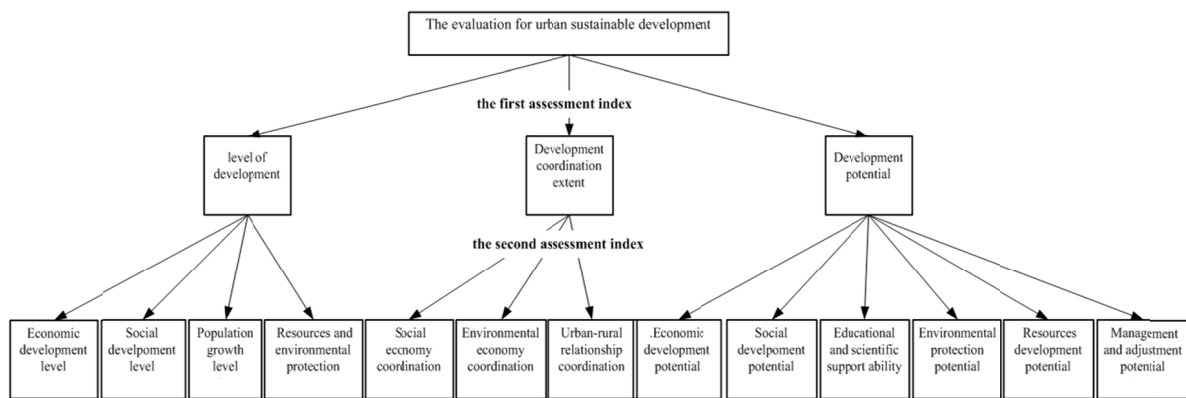 The evaluation for urban sustainable development
the first assessment index
level of
development
Development
coordination
extent
Development
potential
the second assessment index
Economic
development
level
Social
develpoment
level
Population
growth
level
Resources and
environmental
protection
Social
economy
coordination
Environmental
economy
coordination
Urban-rural
relationship
coordination
.Economic
development
potential
Social
develpoment
potential
Educational
and scientific
support ability
Environmental
protection
potential
Resources
development
potential
Management
and adjustment
potential